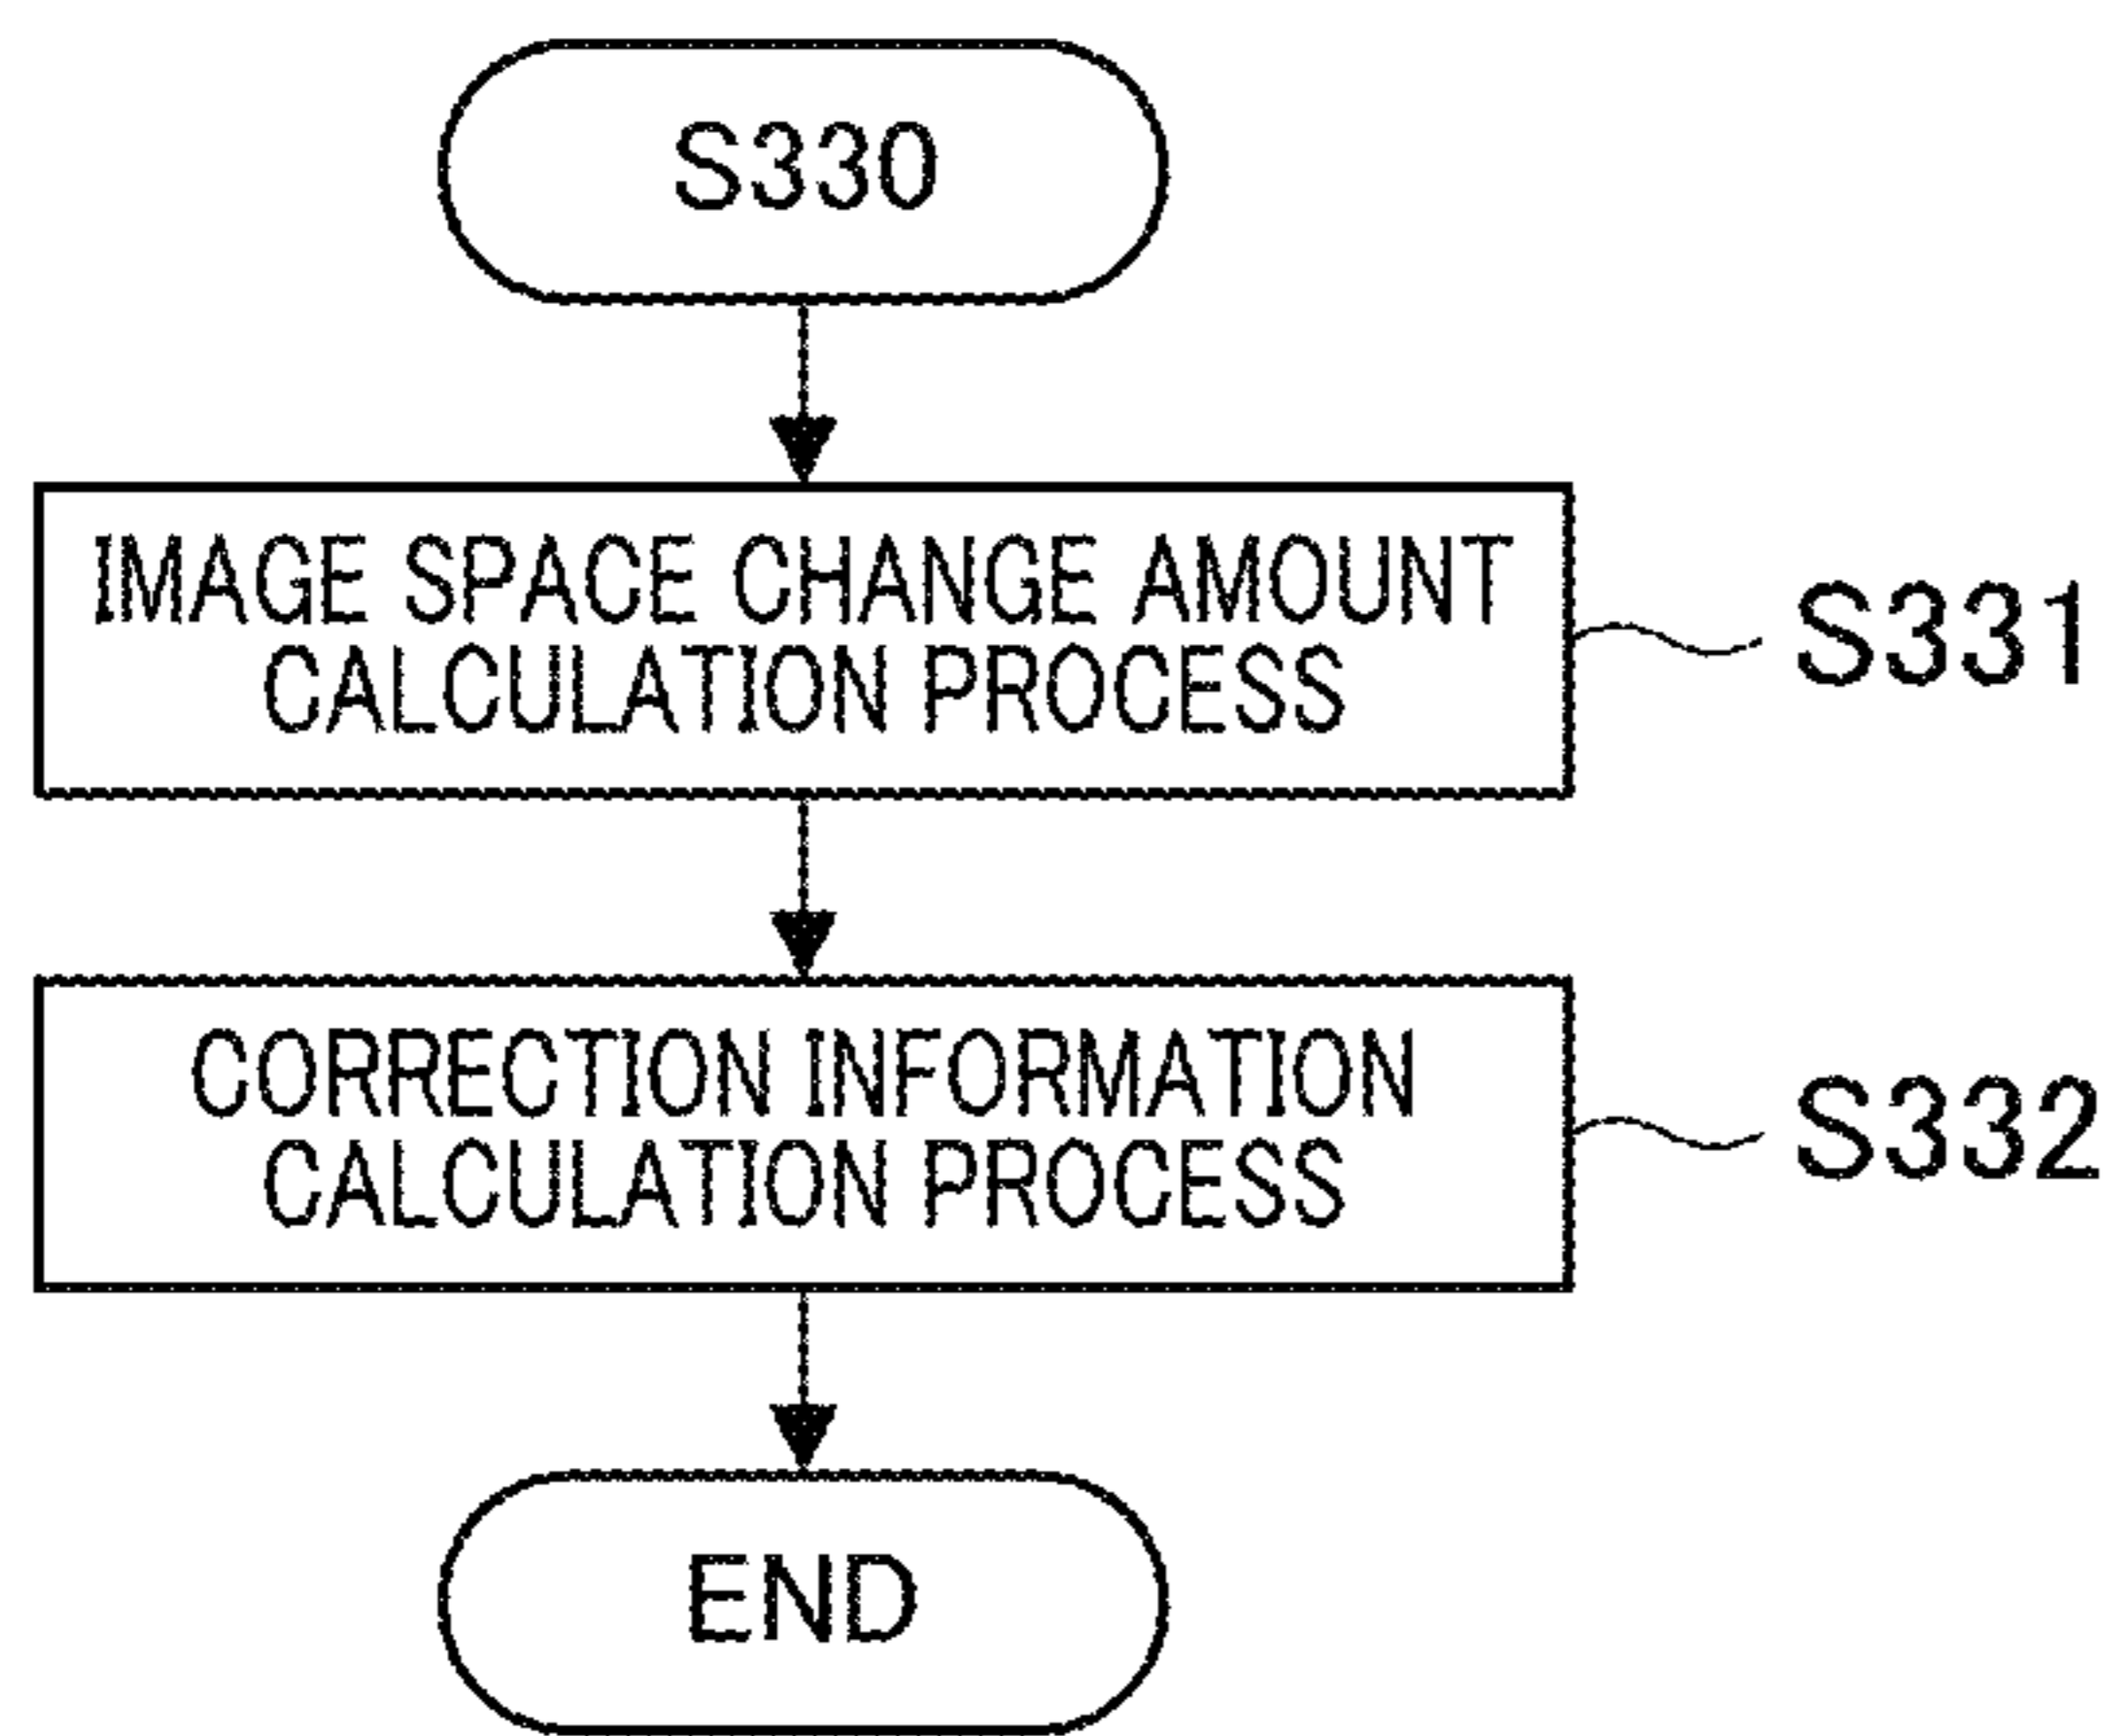 S330
IMAGE SPACE CHANGE AMOUNT
CALCULATION PROCESS
S331
CORRECTION INFORMATION
CALCULATION PROCESS
S332
END